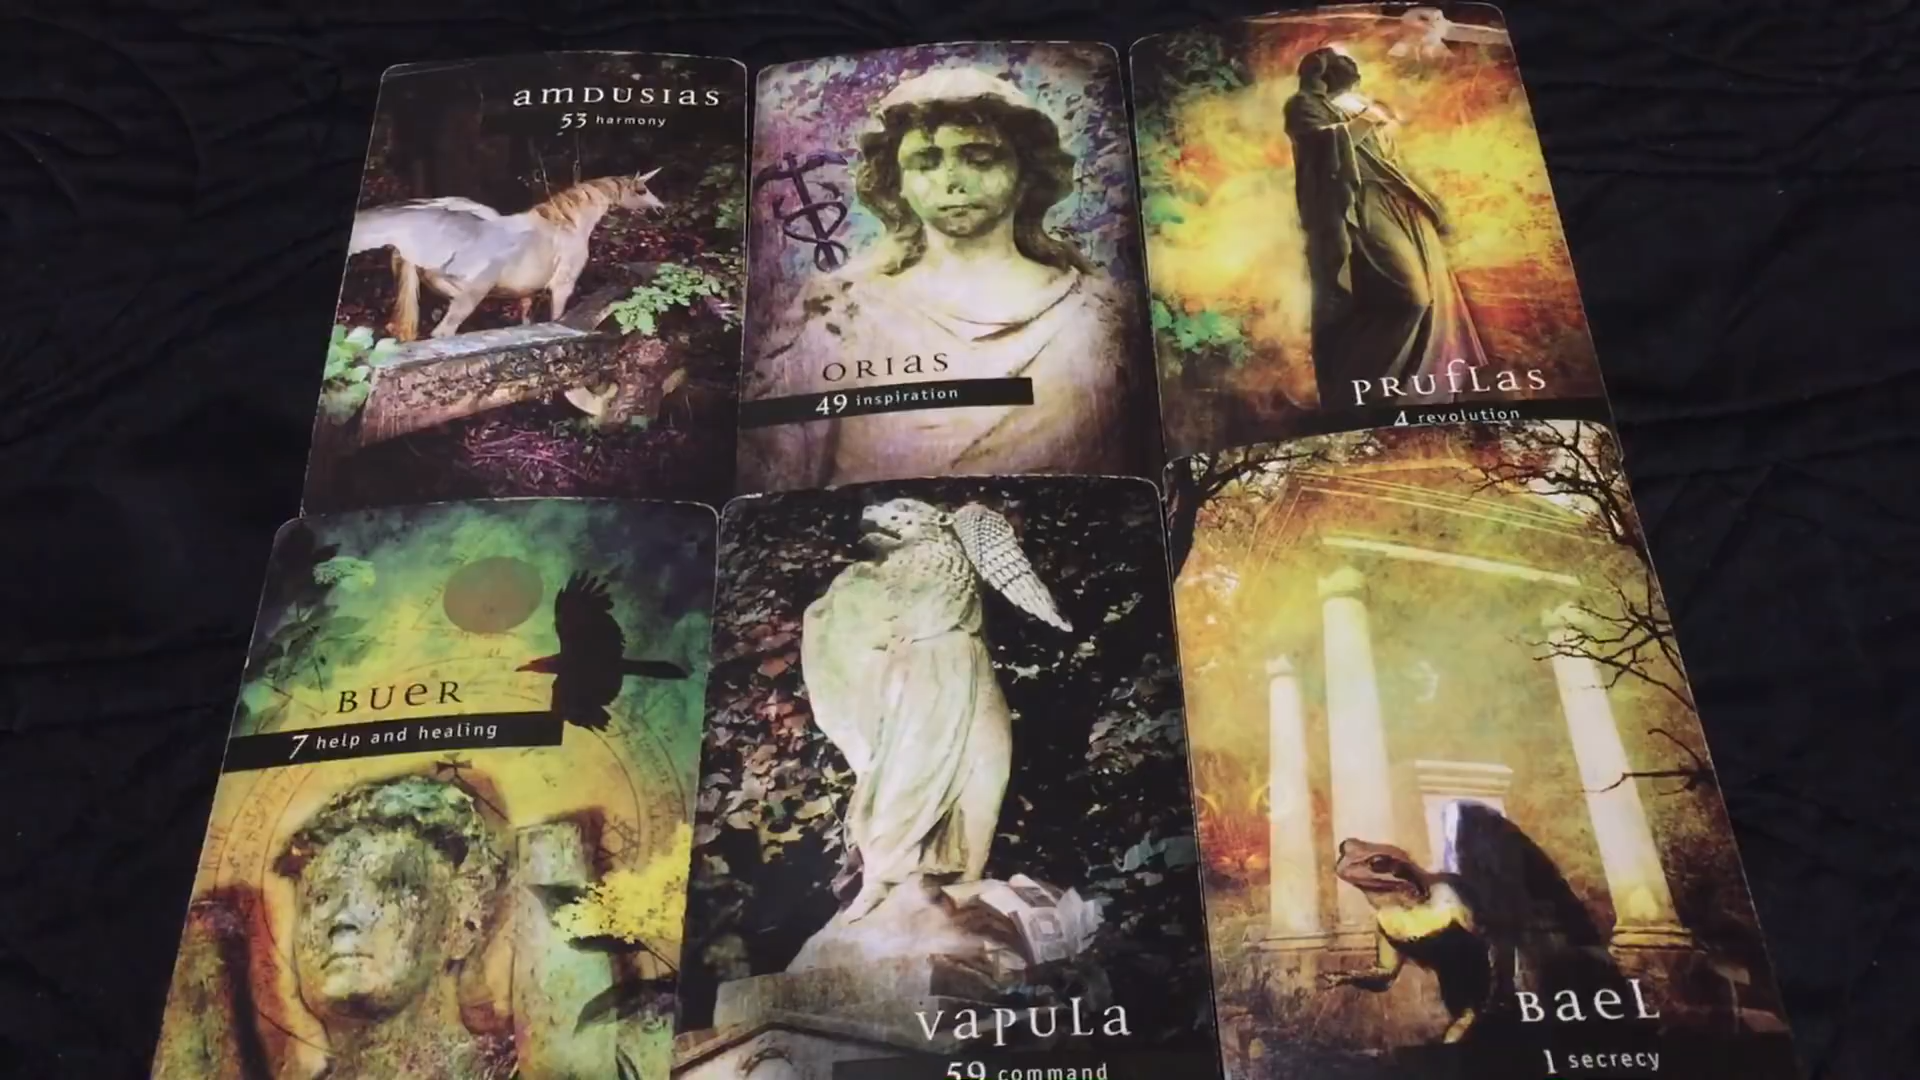 amDUSIas
53 harmony
ORIas
49 inspiration
PRUfLas
4 revolution
BUeR
7 help and healing
vaPULa
59 command
BaeL
1 secrecy